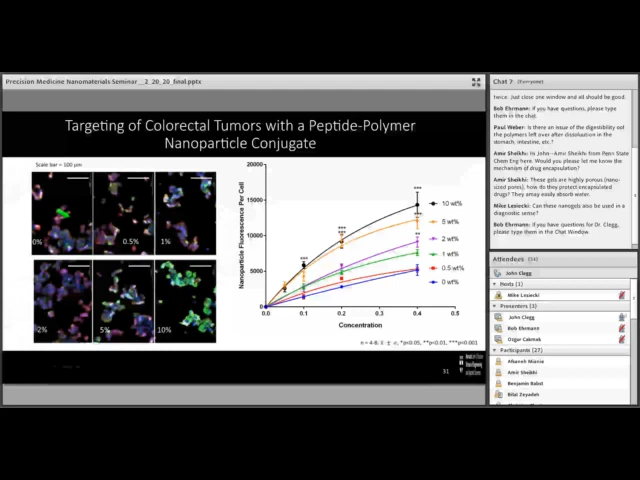 Precision Medicine Nanomaterials Seminar __2_20_20_final.pptx
Targeting of Colorectal Tumors with a Peptide-Polymer
Nanoparticle Conjugate
Scale bar = 100 μm
0%
0.5%
1%
2%
5%
10%
Nanoparticle Fluorescence Per Cell
20000
15000
10000
5000
0
0.0
0.1
0.2
0.3
0.4
0.5
Concentration
***
***
***
***
***
**
*
10 wt%
5 wt%
2 wt%
1 wt%
0.5 wt%
0 wt%
n = 4-8, x̄ ± σ, *p<0.05, **p<0.01, ***p<0.001
31
Chat 7
(Everyone)
twice. Just close one window and all should be good.
Bob Ehrmann: If you have questions, please type
them in the chat.
Paul Weber: Is there an issue of the digestibility oof the
polymers left over after dissolution in the
stomach, intestine, etc.?
Amir Sheikhi: Hi John--Amir Sheikhi from Penn State
Chem Eng here. Would you please let me know the
mechanism of drug encapsulation?
Amir Sheikhi: These gels are highly porous (nano-
sized pores), how do they protect encapsulated
drugs? They amay easily absorb water.
Mike Lesiecki: Can these nanogels also be used in a
diagnostic sense?
Bob Ehrmann: If you have questions for Dr. Clegg,
please type them in the Chat Window.
Attendees (31)
John Clegg
Hosts (1)
Mike Lesiecki
Presenters (3)
John Clegg
Bob Ehrmann
Ozgur Cakmak
Participants (27)
Afsaneh Miania
Amir Sheikhi
Benjamin Babst
Bilal Zeyadeh